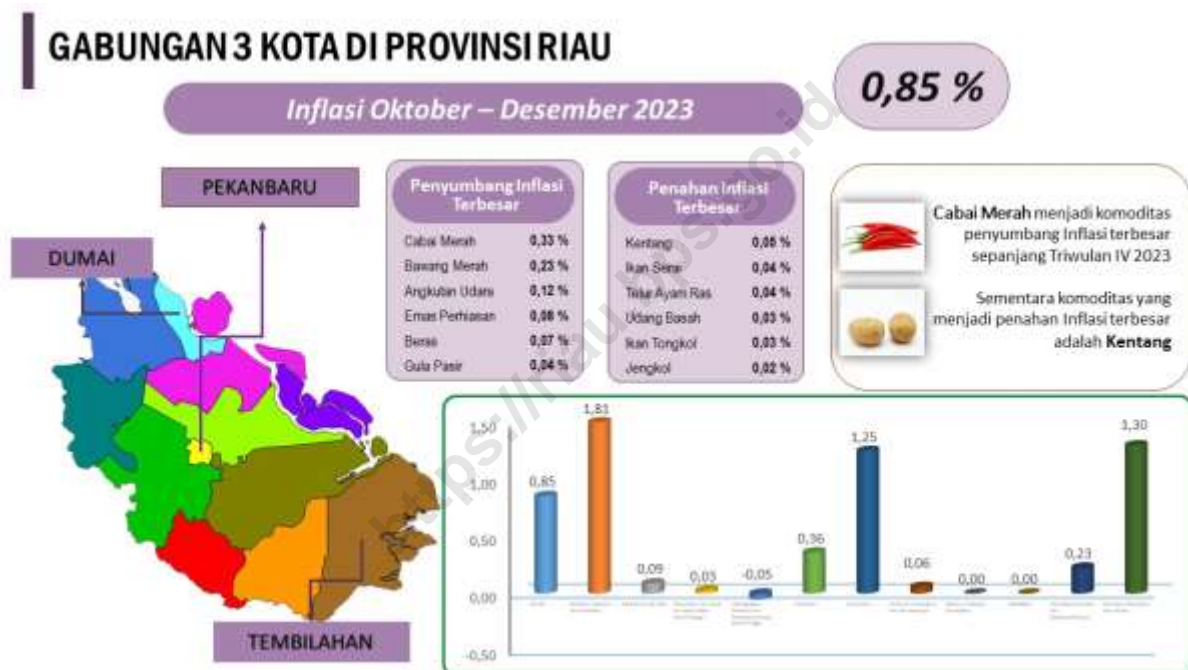 GABUNGAN 3 KOTA DI PROVINSI RIAU
0,85 %
Inflasi Oktober – Desember 2023
PEKANBARU
DUMAI
TEMBILAHAN
Penyumbang Inflasi
Terbesar
Cabai Merah 0,33 %
Bawang Merah 0,23 %
Angkutan Udara 0,12 %
Emas Perhiasan 0,08 %
Beras 0,07 %
Gula Pasir 0,04 %
Penahan Inflasi
Terbesar
Kentang 0,05 %
Ikan Serai 0,04 %
Telur Ayam Ras 0,04 %
Udang Basah 0,03 %
Ikan Tongkol 0,03 %
Jengkol 0,02 %
Cabai Merah menjadi komoditas
penyumbang Inflasi terbesar
sepanjang Triwulan IV 2023
Sementara komoditas yang
menjadi penahan Inflasi terbesar
adalah Kentang
1,50
1,00
0,50
0,00
-0,50
0,85
1,81
0,09
0,03
-0,05
0,36
1,25
0,06
0,00
0,00
0,23
1,30
https://riau.bps.go.id